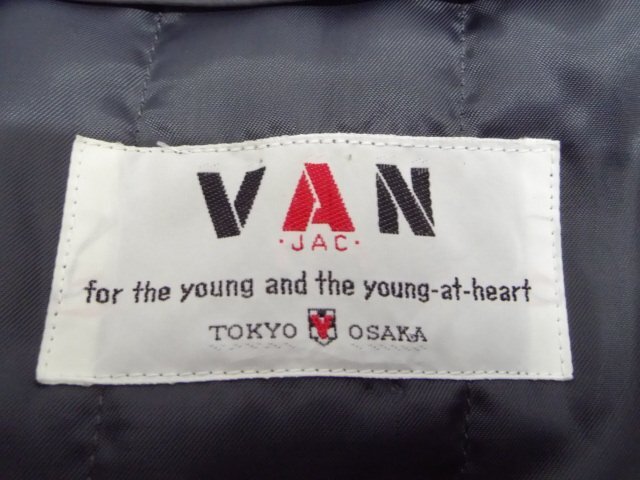 VAN
·JAC·
for the young and the young-at-heart
TOKYO V OSAKA